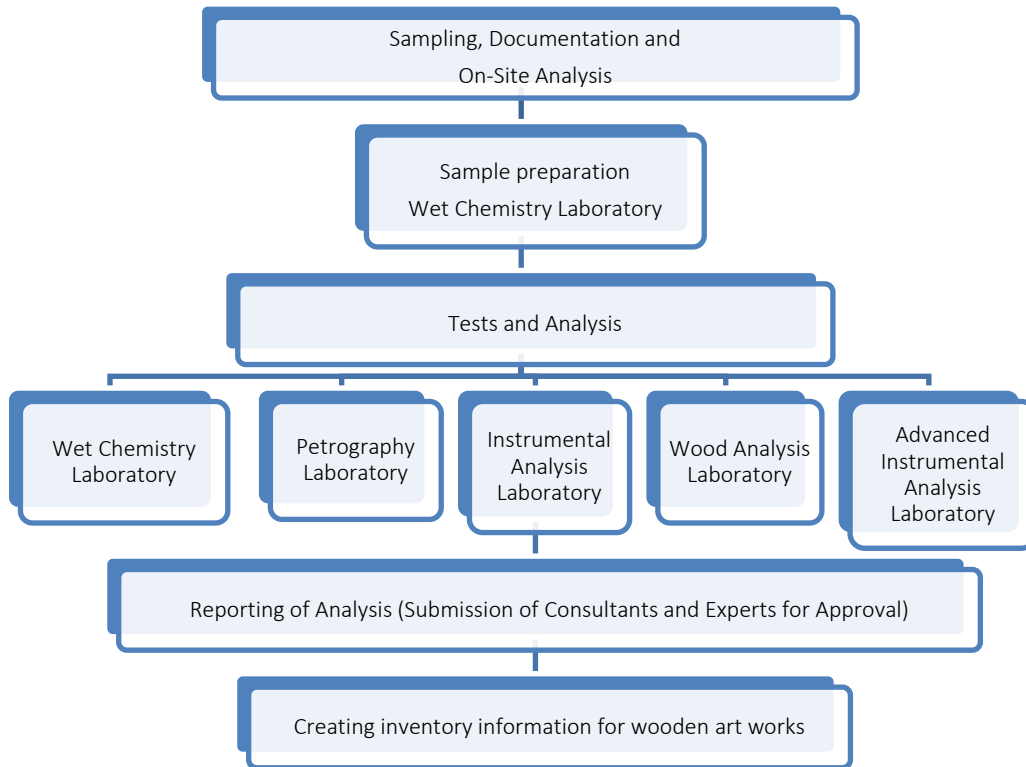 Sampling, Documentation and
On-Site Analysis
Sample preparation
Wet Chemistry Laboratory
Tests and Analysis
Wet Chemistry
Laboratory
Petrography
Laboratory
Instrumental
Analysis
Laboratory
Wood Analysis
Laboratory
Advanced
Instrumental
Analysis
Laboratory
Reporting of Analysis (Submission of Consultants and Experts for Approval)
Creating inventory information for wooden art works